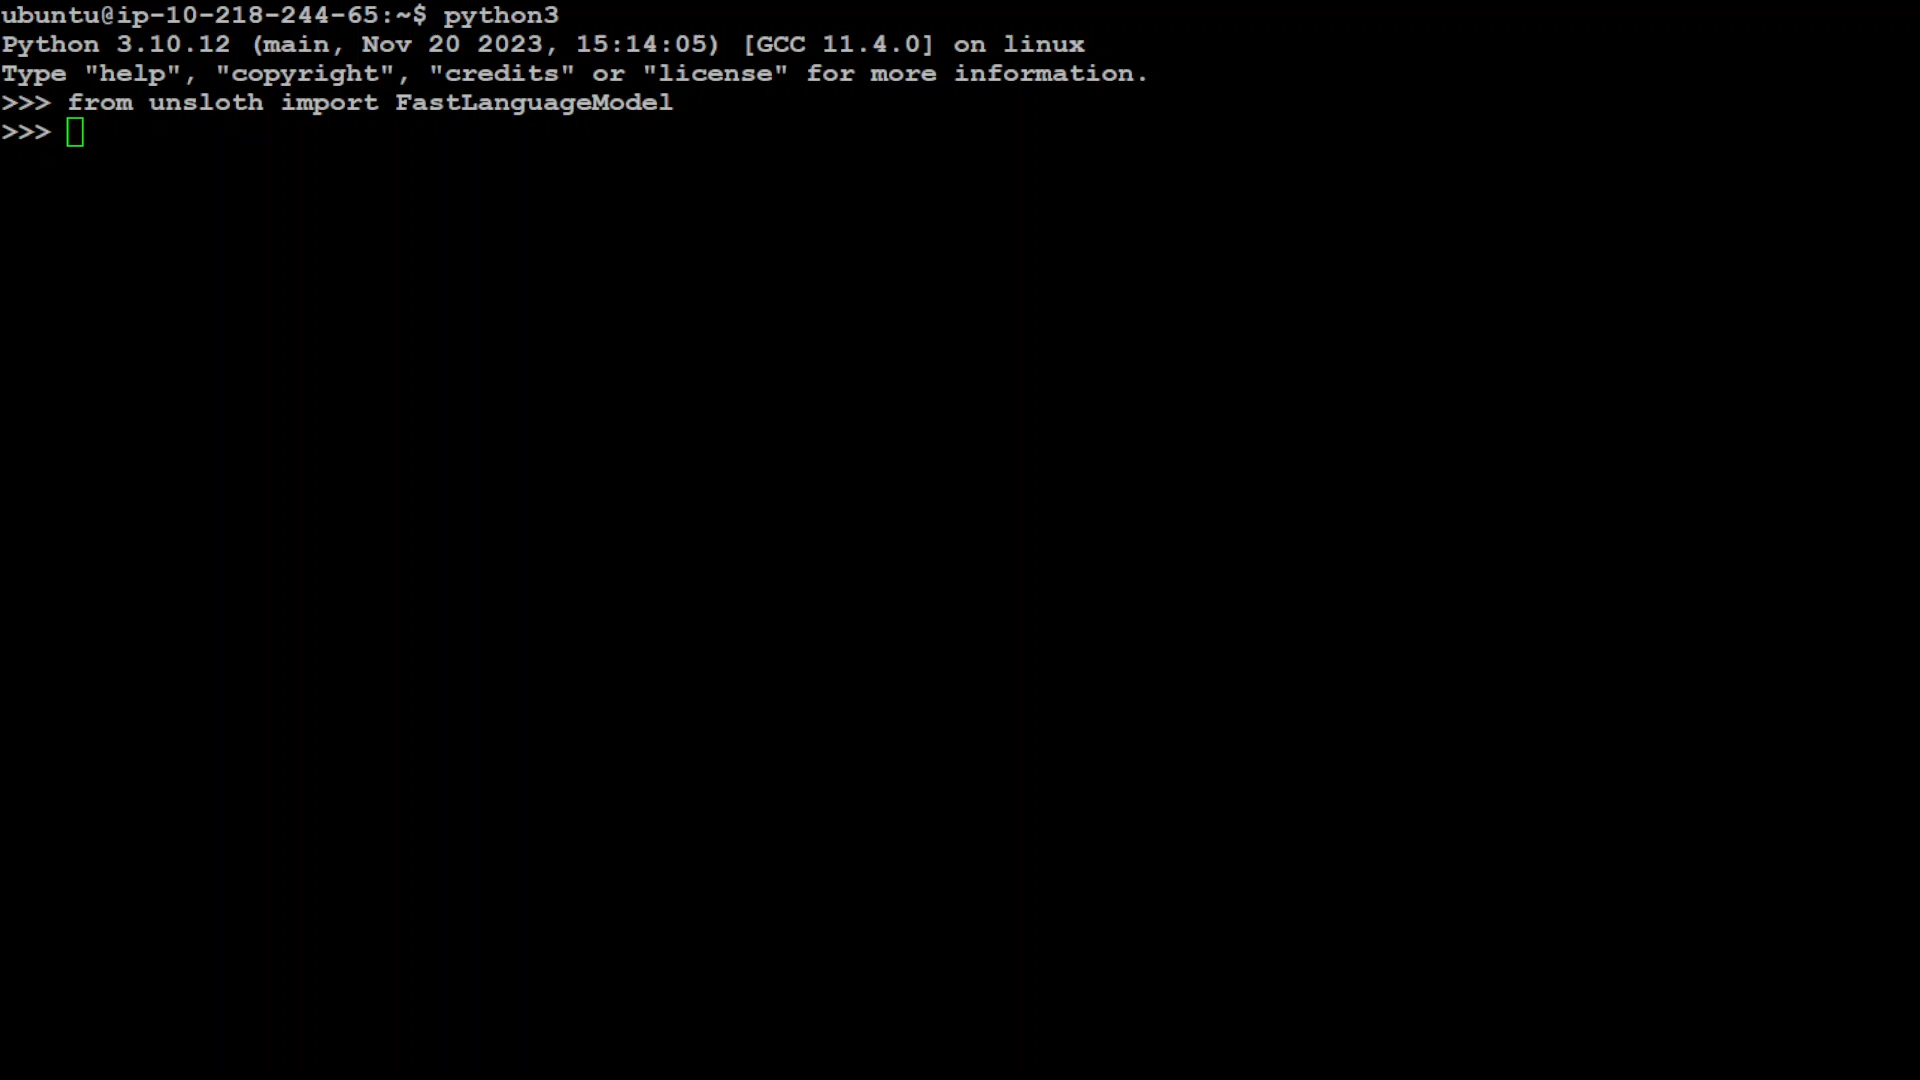 ubuntu@ip-10-218-244-65:~$ python3
Python 3.10.12 (main, Nov 20 2023, 15:14:05) [GCC 11.4.0] on linux
Type "help", "copyright", "credits" or "license" for more information.
>>> from unsloth import FastLanguageModel
>>>